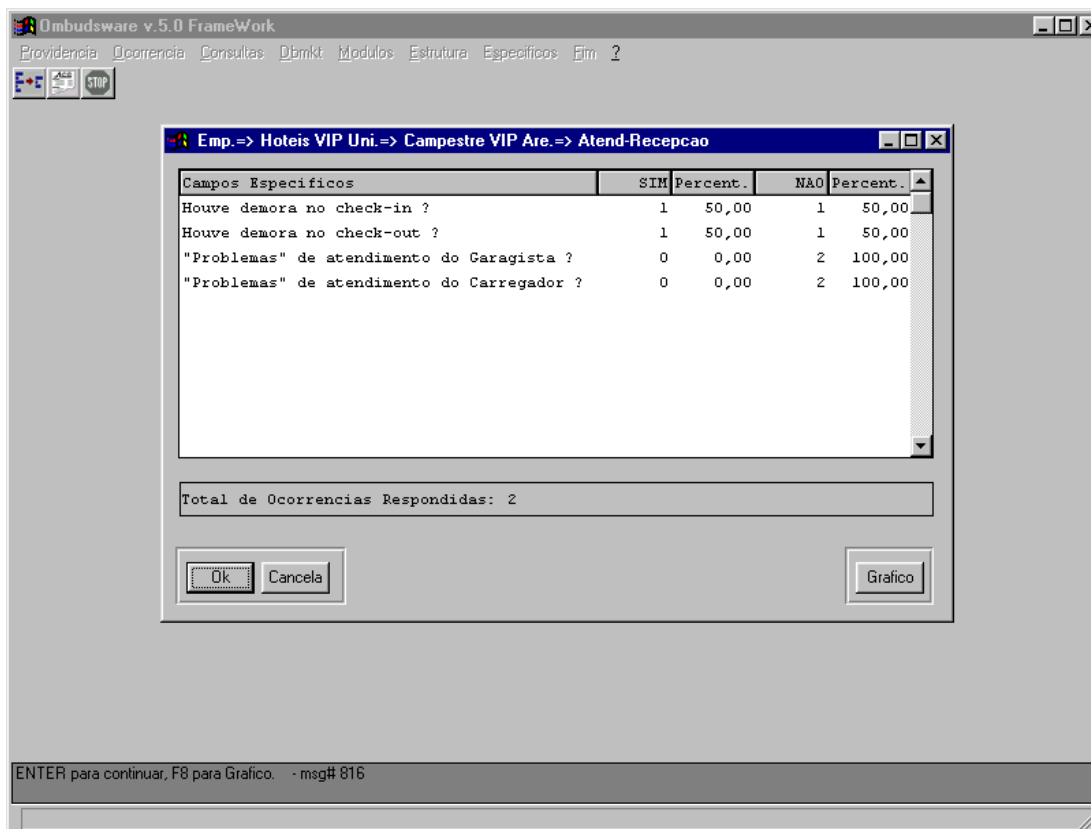 Ombudsware v.5.0 FrameWork
Providencia Ocorrencia Consultas Dbmkt Modulos Estrutura Especificos Fim ?
STOP
Emp.=> Hoteis VIP Uni.=> Campestre VIP Are.=> Atend-Recepcao
Campos Especificos SIM Percent. NAO Percent.
Houve demora no check-in ? 1 50,00 1 50,00
Houve demora no check-out ? 1 50,00 1 50,00
"Problemas" de atendimento do Garagista ? 0 0,00 2 100,00
"Problemas" de atendimento do Carregador ? 0 0,00 2 100,00
Total de Ocorrencias Respondidas: 2
Ok Cancela Grafico
ENTER para continuar, F8 para Grafico. - msg# 816